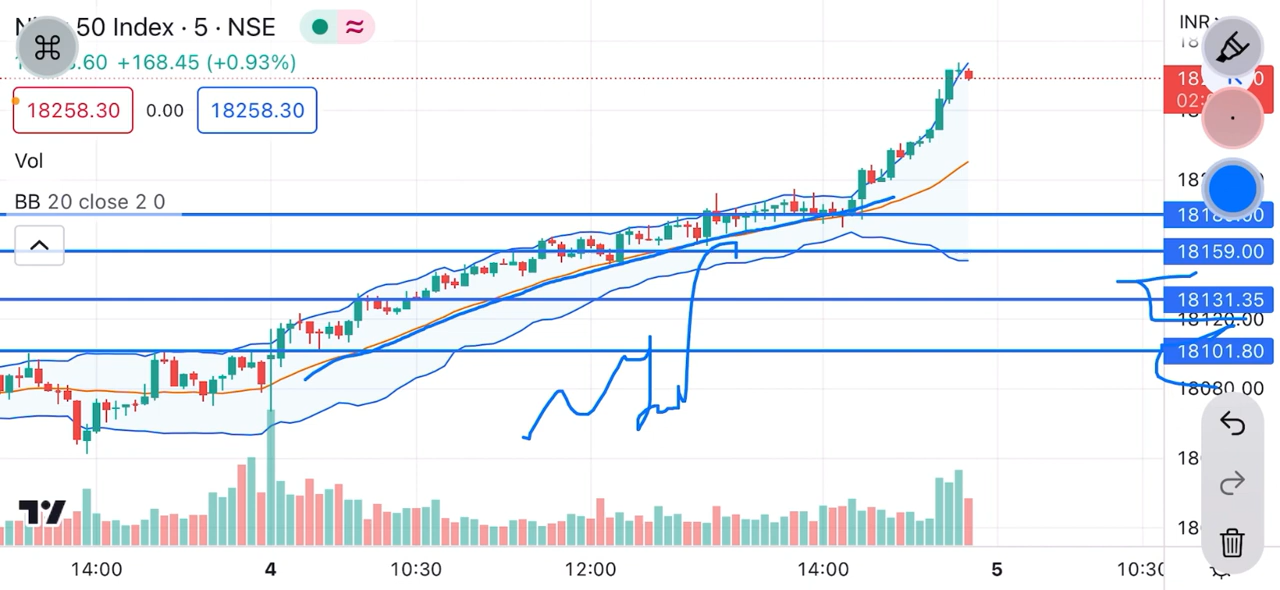 50 Index · 5 · NSE
+168.45 (+0.93%)
18258.30 0.00 18258.30
Vol
BB 20 close 2 0
INR
18159.00
18131.35
18120.00
18101.80
18080.00
14:00 4 10:30 12:00 14:00 5